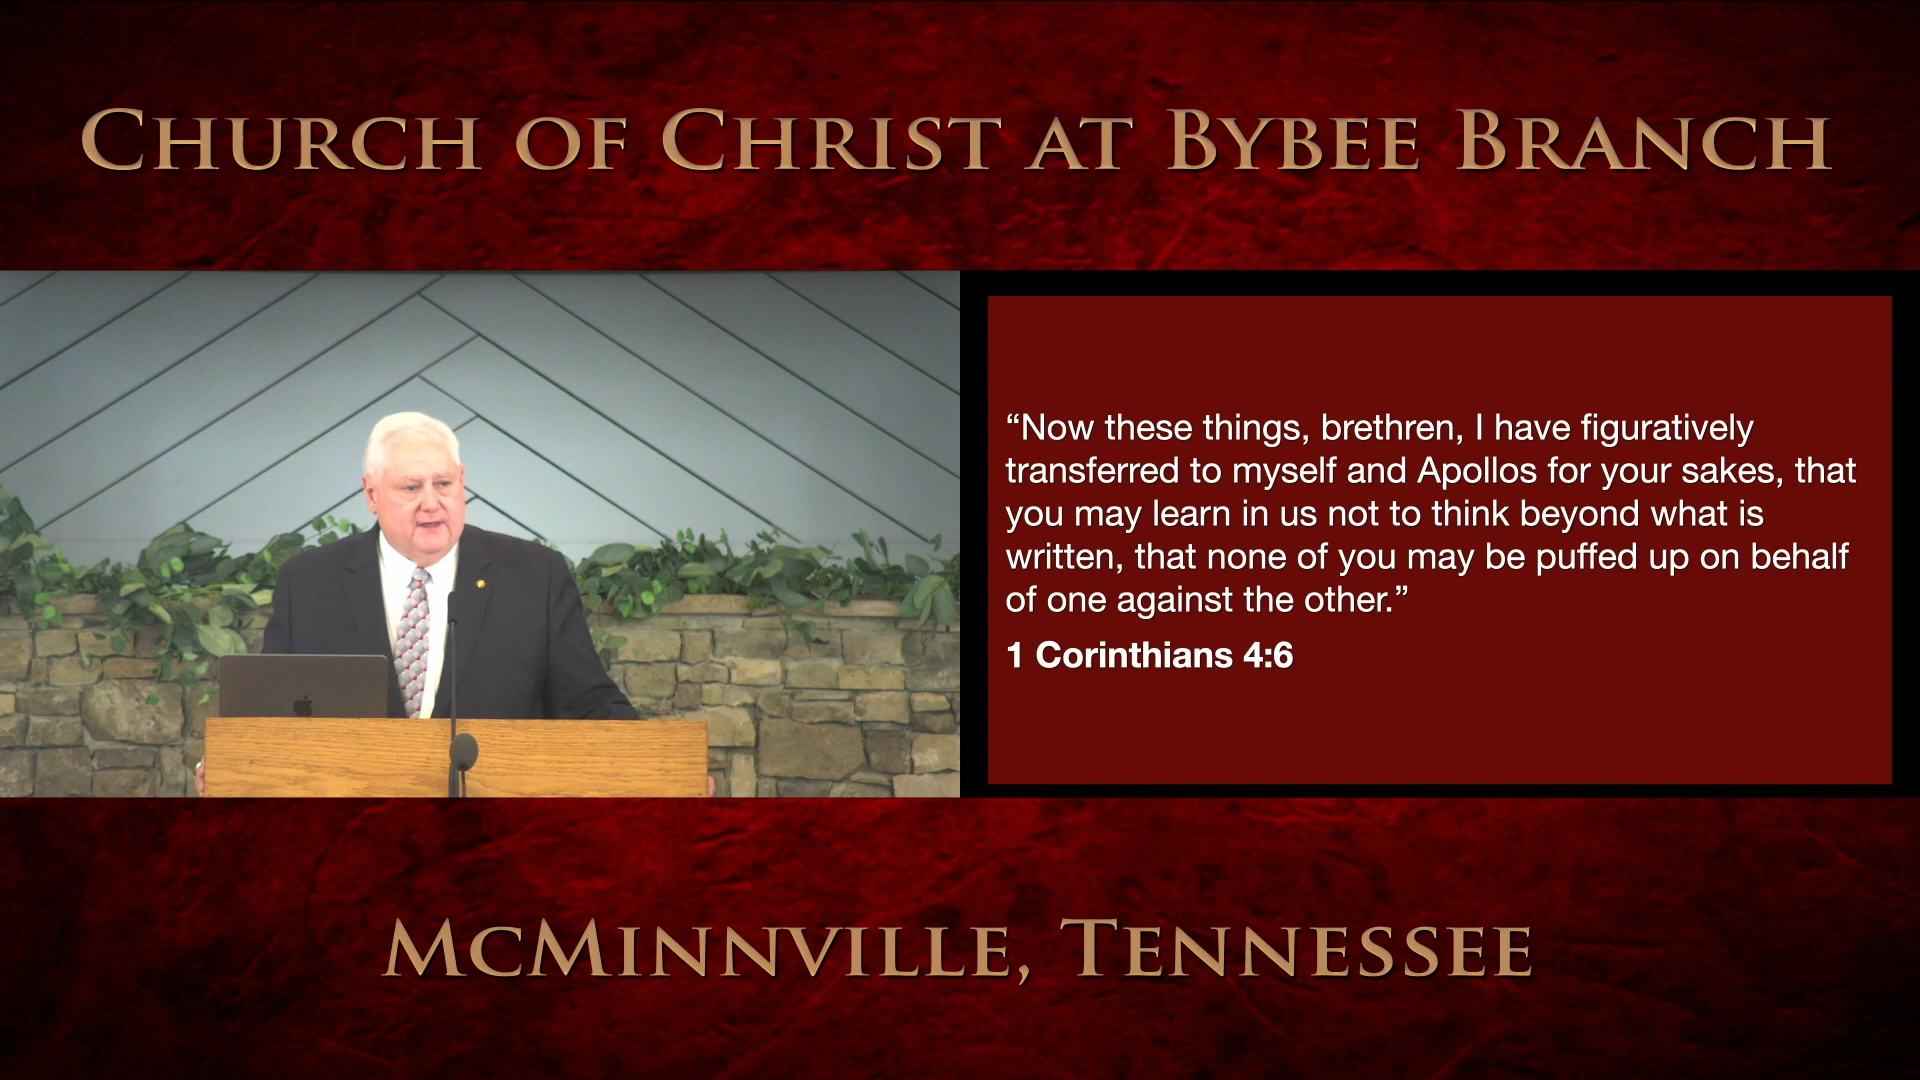 Church of Christ at Bybee Branch
“Now these things, brethren, I have figuratively
transferred to myself and Apollos for your sakes, that
you may learn in us not to think beyond what is
written, that none of you may be puffed up on behalf
of one against the other.”
1 Corinthians 4:6
McMinnville, Tennessee